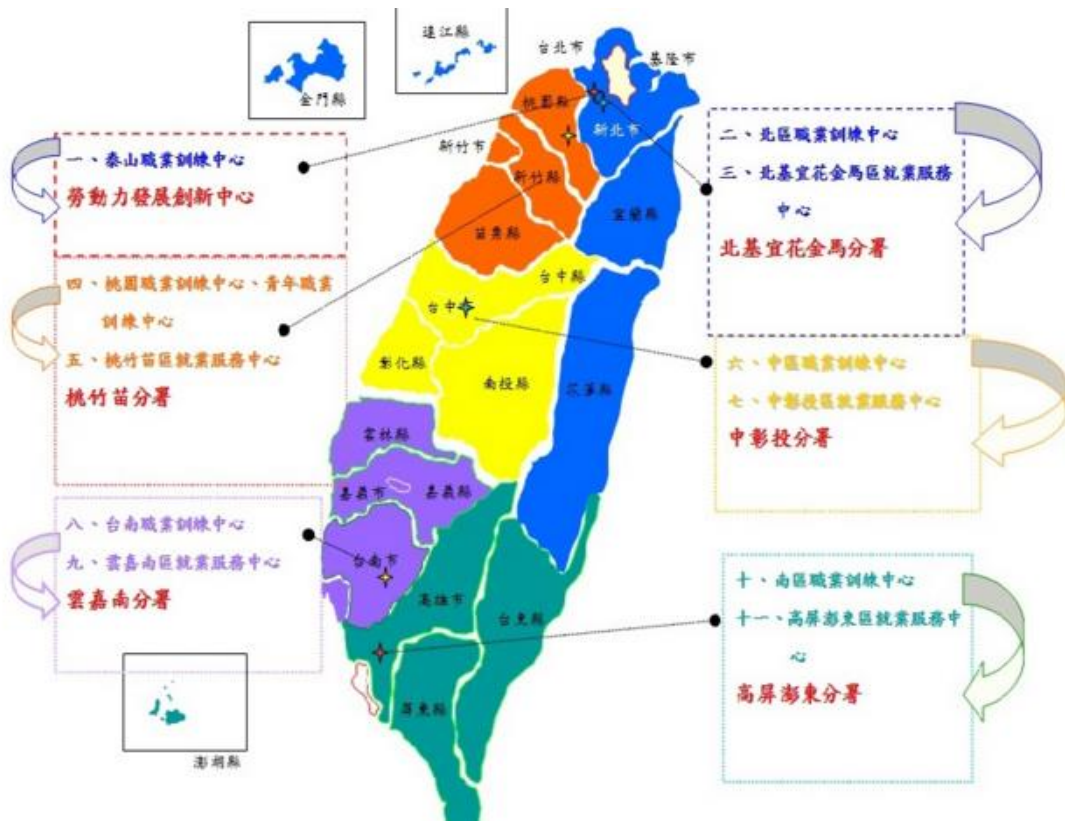 連江縣
金門縣
台北市
基隆市
桃園縣
新北市
新竹市
新竹縣
苗栗縣
宜蘭縣
台中縣
台中
彰化縣
南投縣
花蓮縣
雲林縣
嘉義市
嘉義縣
台南市
高雄市
台東縣
屏東縣
澎湖縣
一、泰山職業訓練中心
勞動力發展創新中心
四、桃園職業訓練中心、青年職業
訓練中心
五、桃竹苗區就業服務中心
桃竹苗分署
八、台南職業訓練中心
九、雲嘉南區就業服務中心
雲嘉南分署
二、北區職業訓練中心
三、北基宜花金馬區就業服務
中心
北基宜花金馬分署
六、中區職業訓練中心
七、中彰投區就業服務中心
中彰投分署
十、南區職業訓練中心
十一、高屏澎東區就業服務中
心
高屏澎東分署